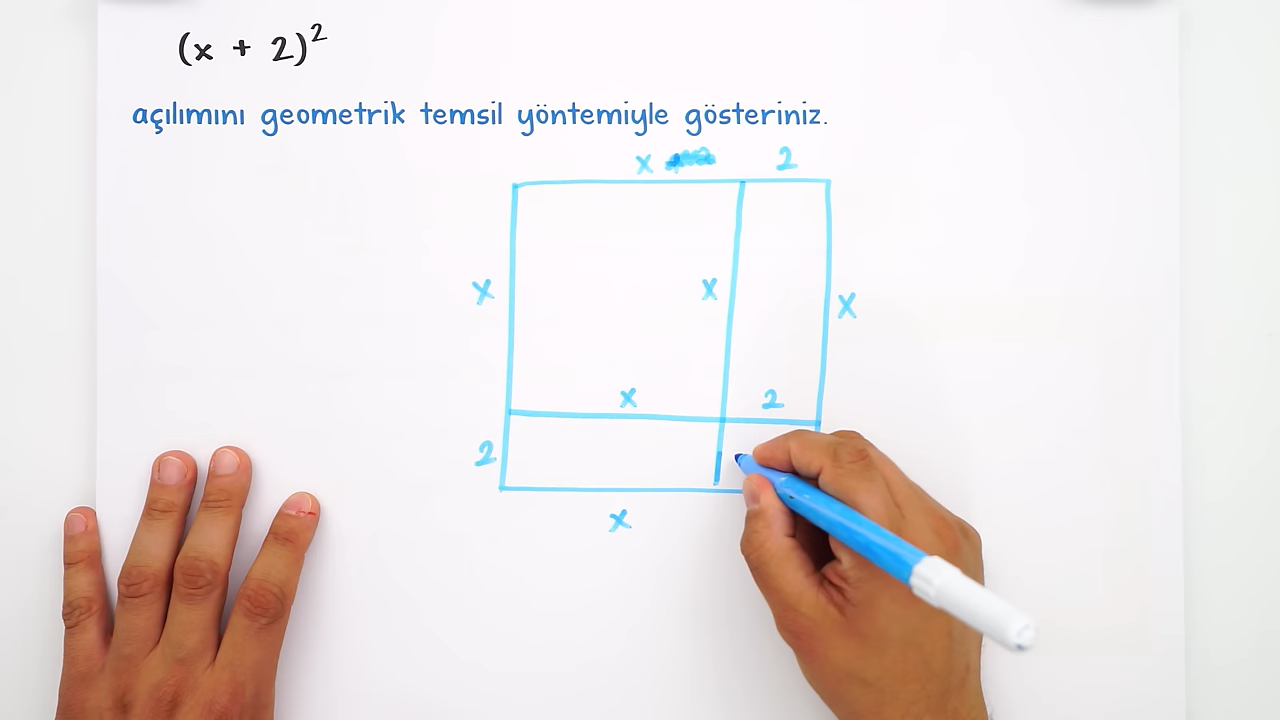 (x + 2)²
açılımını geometrik temsil yöntemiyle gösteriniz.
x 2
x x x
x 2
2
x